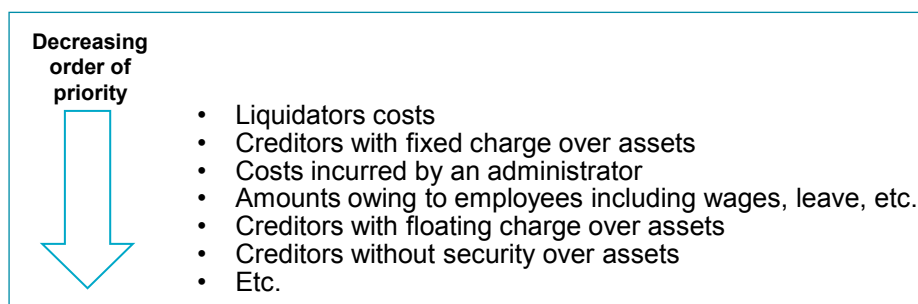 Decreasing
order of
priority
• Liquidators costs
• Creditors with fixed charge over assets
• Costs incurred by an administrator
• Amounts owing to employees including wages, leave, etc.
• Creditors with floating charge over assets
• Creditors without security over assets
• Etc.